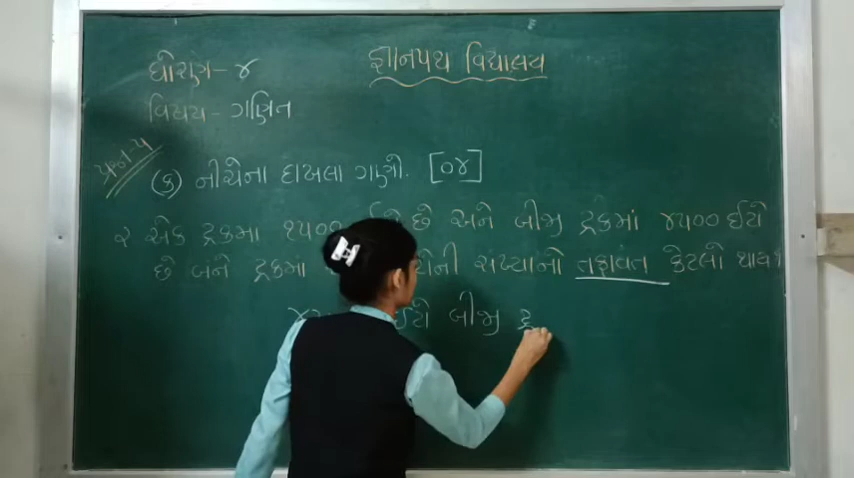 જ્ઞાનપથ વિદ્યાલય
ધોરણ- ૪
વિષય - ગણિત
પ્રશ્ન-૫
(ક) નીચેના દાખલા ગણો. [૦૪]
૨ એક ટ્રકમા ૧૫૦૦ છે અને બીજી ટ્રકમાં ૪૫૦૦ ઈંટો
છે બંને ટ્રકમાં સંખ્યાનો તફાવત કેટલો થાય ?
ઈંટો બીજી ટ્ર